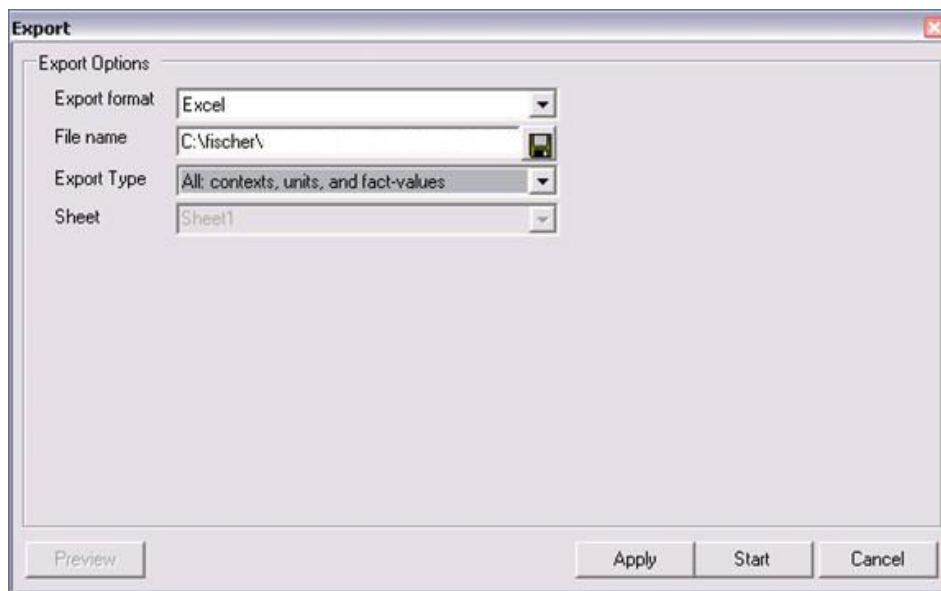 Export
Export Options
Export format Excel
File name C:\fischer\
Export Type All: contexts, units, and fact-values
Sheet Sheet1
Preview Apply Start Cancel